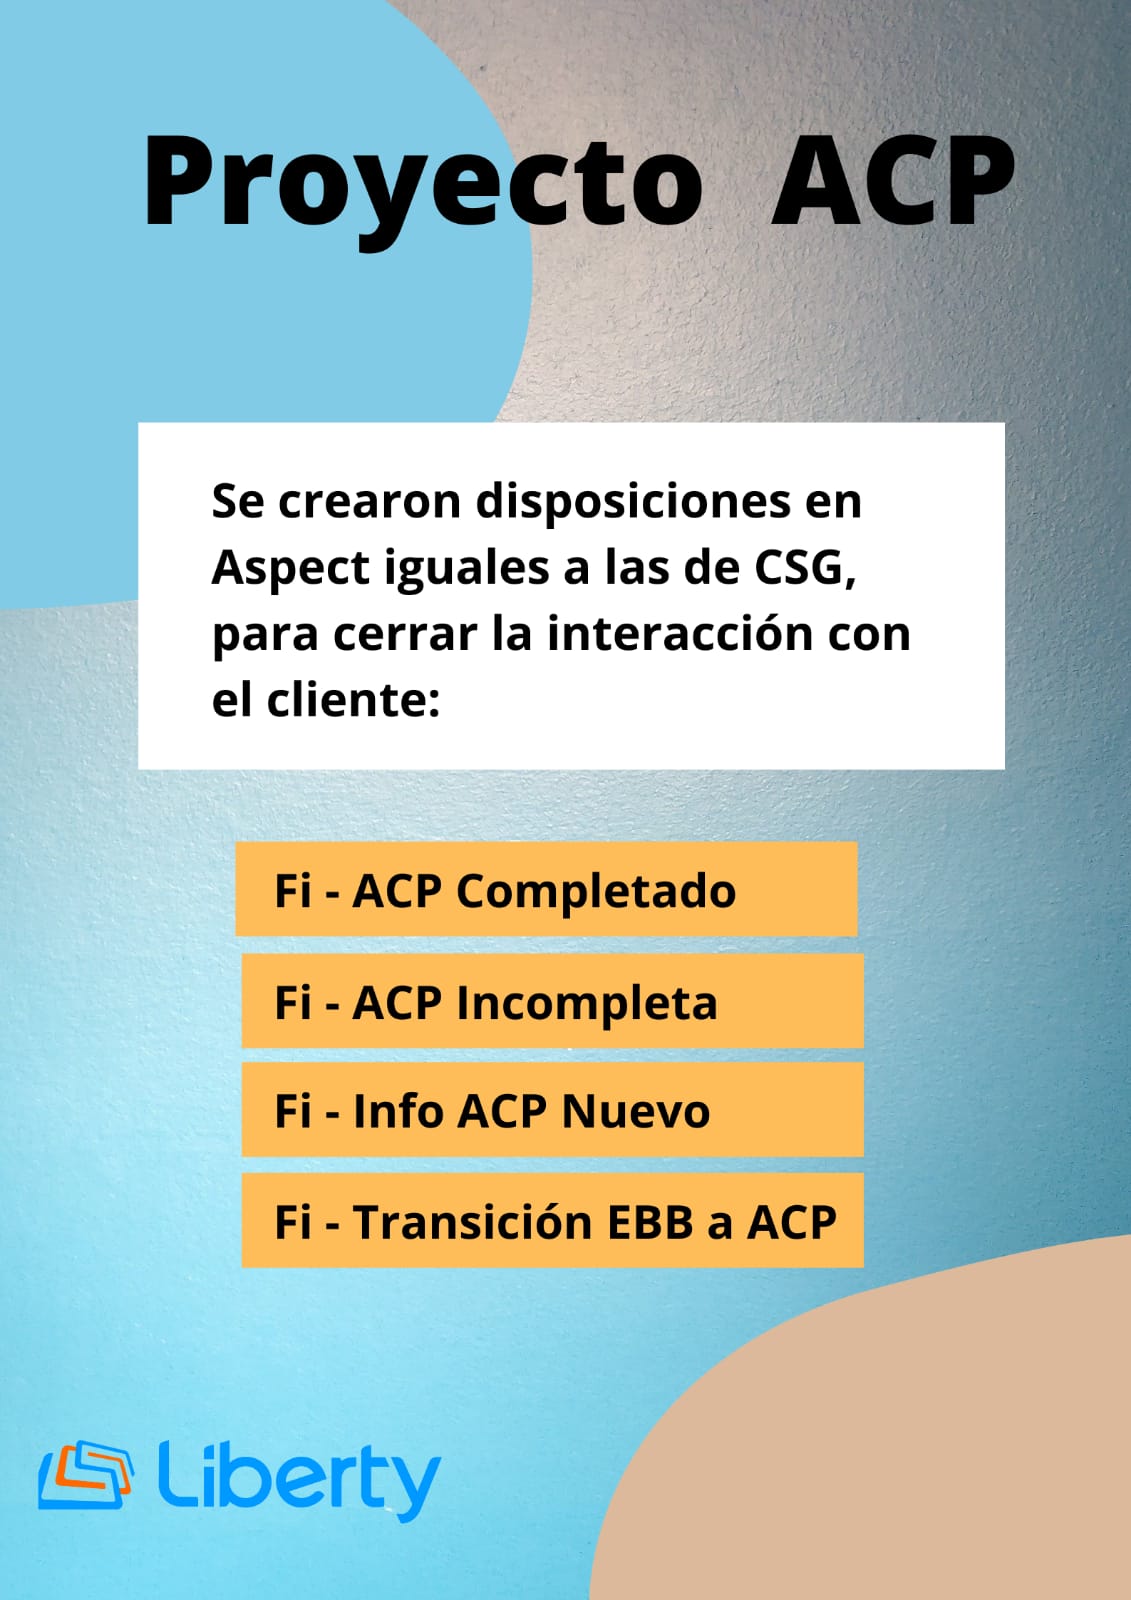 Proyecto ACP
Se crearon disposiciones en
Aspect iguales a las de CSG,
para cerrar la interacción con
el cliente:
Fi - ACP Completado
Fi - ACP Incompleta
Fi - Info ACP Nuevo
Fi - Transición EBB a ACP
Liberty